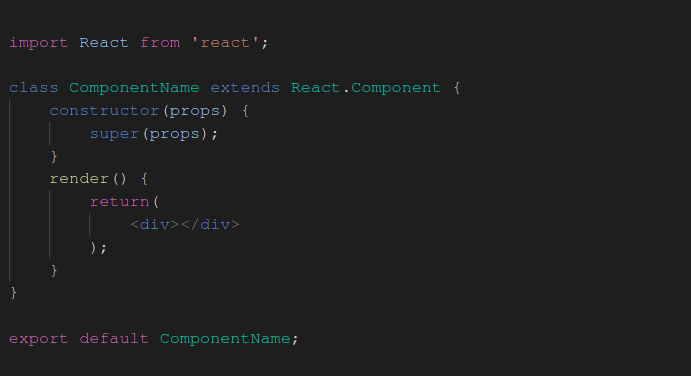 import React from 'react';
class ComponentName extends React.Component {
constructor(props) {
super(props);
}
render() {
return(
<div></div>
);
}
}
export default ComponentName;